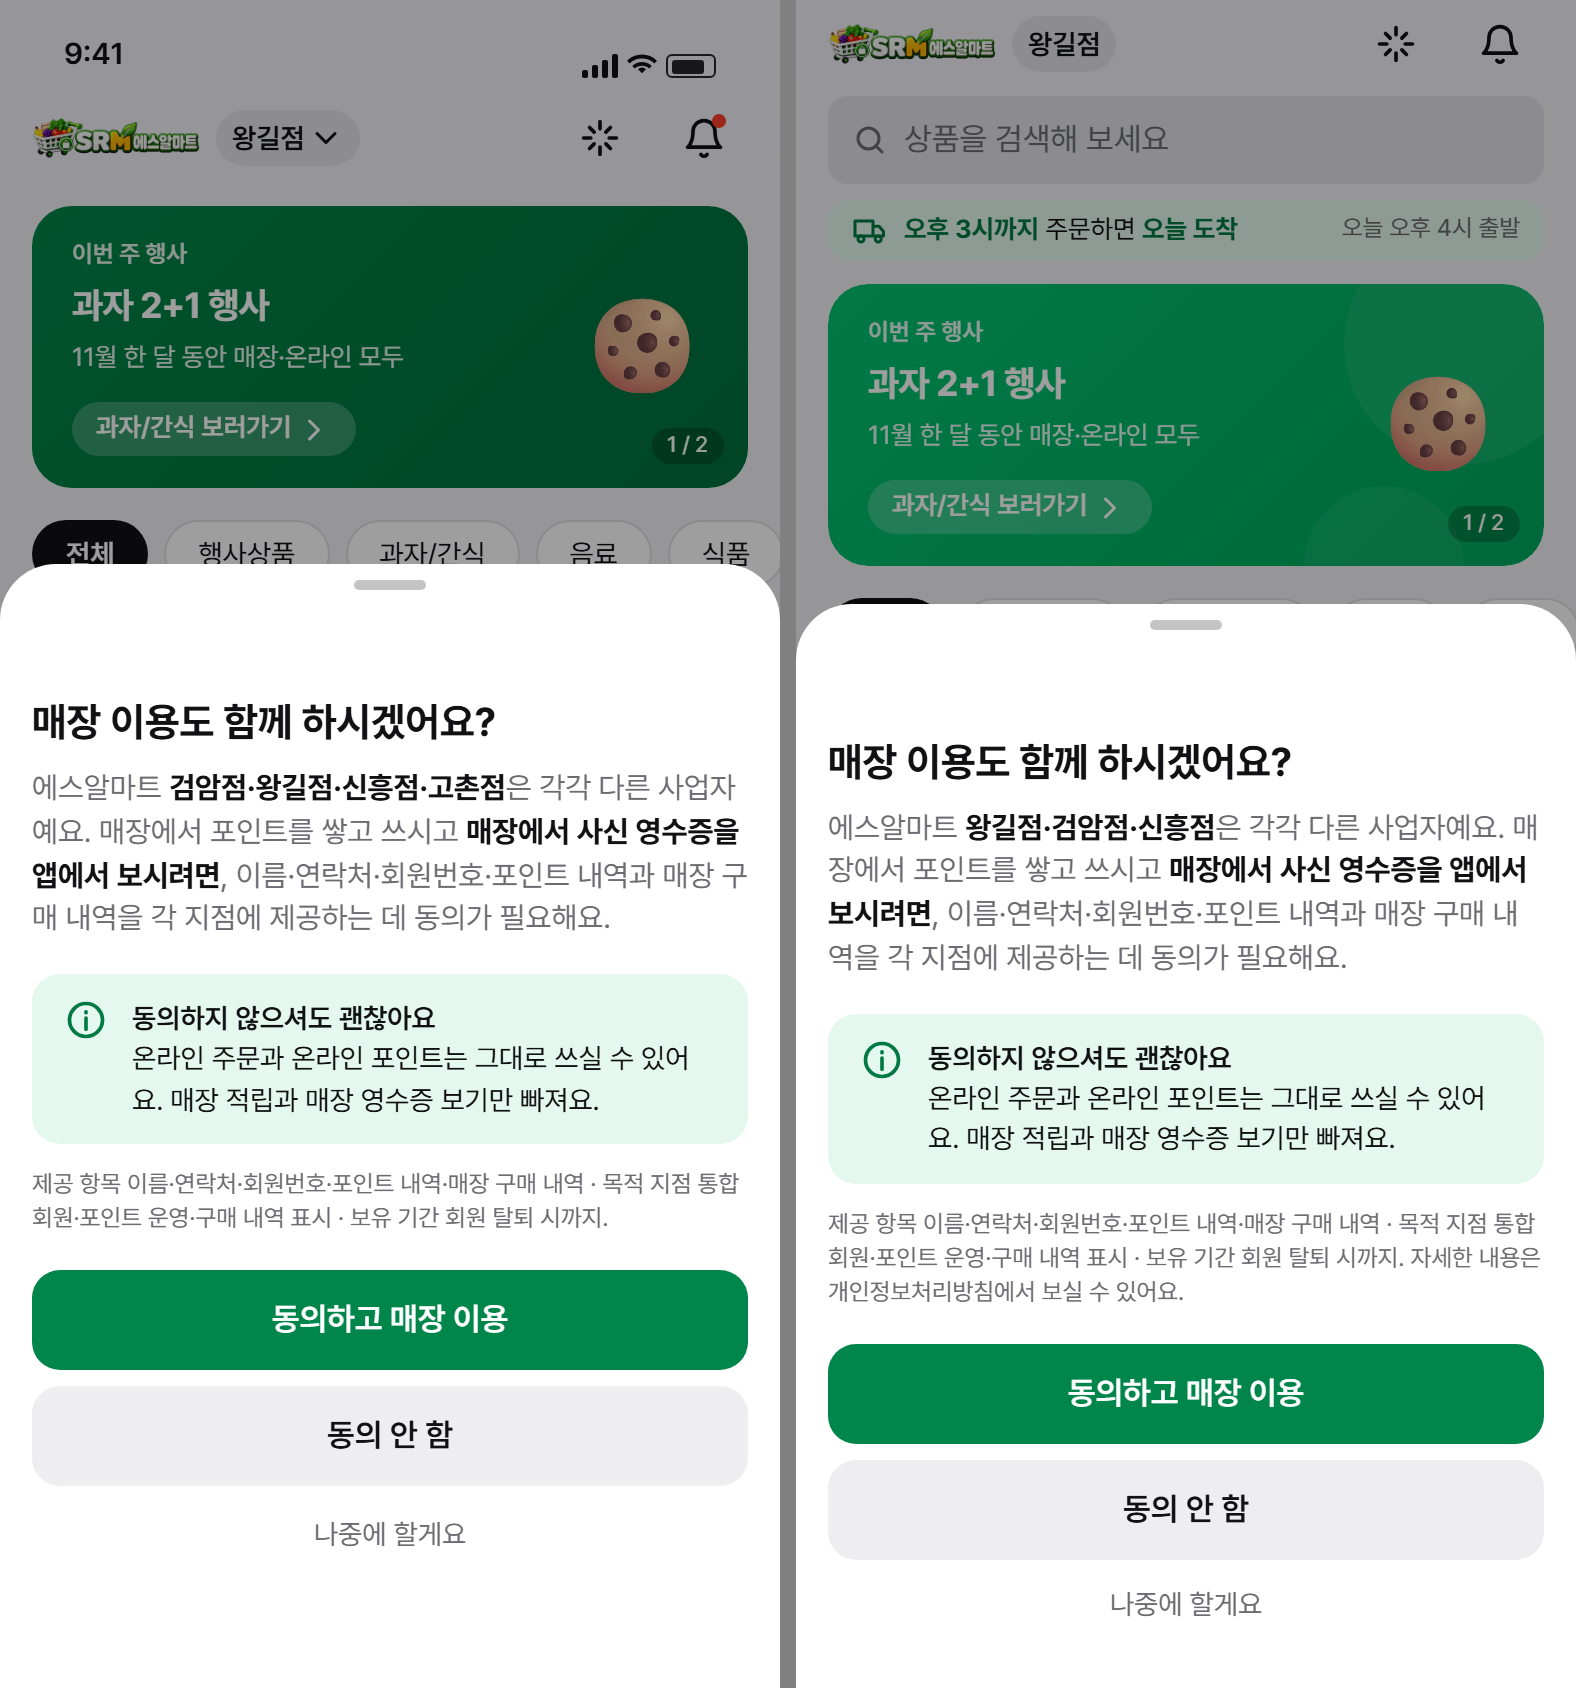 9:41
SRM에스알마트
왕길점
이번 주 행사
과자 2+1 행사
11월 한 달 동안 매장·온라인 모두
과자/간식 보러가기
1 / 2
전체
행사상품
과자/간식
음료
식품
매장 이용도 함께 하시겠어요?
에스알마트 검암점·왕길점·신흥점·고촌점은 각각 다른 사업자
예요. 매장에서 포인트를 쌓고 쓰시고 매장에서 사신 영수증을
앱에서 보시려면, 이름·연락처·회원번호·포인트 내역과 매장 구
매 내역을 각 지점에 제공하는 데 동의가 필요해요.
동의하지 않으셔도 괜찮아요
온라인 주문과 온라인 포인트는 그대로 쓰실 수 있어
요. 매장 적립과 매장 영수증 보기만 빠져요.
제공 항목 이름·연락처·회원번호·포인트 내역·매장 구매 내역 · 목적 지점 통합
회원·포인트 운영·구매 내역 표시 · 보유 기간 회원 탈퇴 시까지.
동의하고 매장 이용
동의 안 함
나중에 할게요
SRM에스알마트
왕길점
상품을 검색해 보세요
오후 3시까지 주문하면 오늘 도착
오늘 오후 4시 출발
이번 주 행사
과자 2+1 행사
11월 한 달 동안 매장·온라인 모두
과자/간식 보러가기
1 / 2
매장 이용도 함께 하시겠어요?
에스알마트 왕길점·검암점·신흥점은 각각 다른 사업자예요. 매
장에서 포인트를 쌓고 쓰시고 매장에서 사신 영수증을 앱에서
보시려면, 이름·연락처·회원번호·포인트 내역과 매장 구매 내
역을 각 지점에 제공하는 데 동의가 필요해요.
동의하지 않으셔도 괜찮아요
온라인 주문과 온라인 포인트는 그대로 쓰실 수 있어
요. 매장 적립과 매장 영수증 보기만 빠져요.
제공 항목 이름·연락처·회원번호·포인트 내역·매장 구매 내역 · 목적 지점 통합
회원·포인트 운영·구매 내역 표시 · 보유 기간 회원 탈퇴 시까지. 자세한 내용은
개인정보처리방침에서 보실 수 있어요.
동의하고 매장 이용
동의 안 함
나중에 할게요